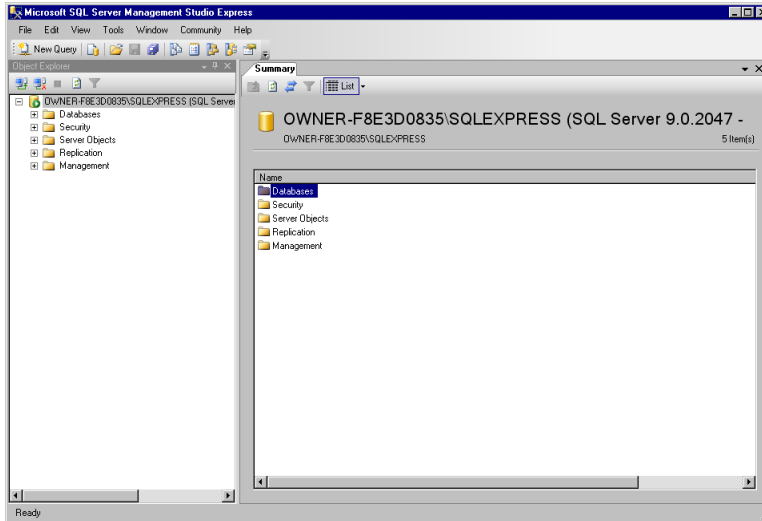 Microsoft SQL Server Management Studio Express
File Edit View Tools Window Community Help
New Query
Object Explorer
OWNER-F8E3D0835\SQLEXPRESS (SQL Server
Databases
Security
Server Objects
Replication
Management
Summary
List
OWNER-F8E3D0835\SQLEXPRESS (SQL Server 9.0.2047 -
OWNER-F8E3D0835\SQLEXPRESS 5 Item(s)
Name
Databases
Security
Server Objects
Replication
Management
Ready